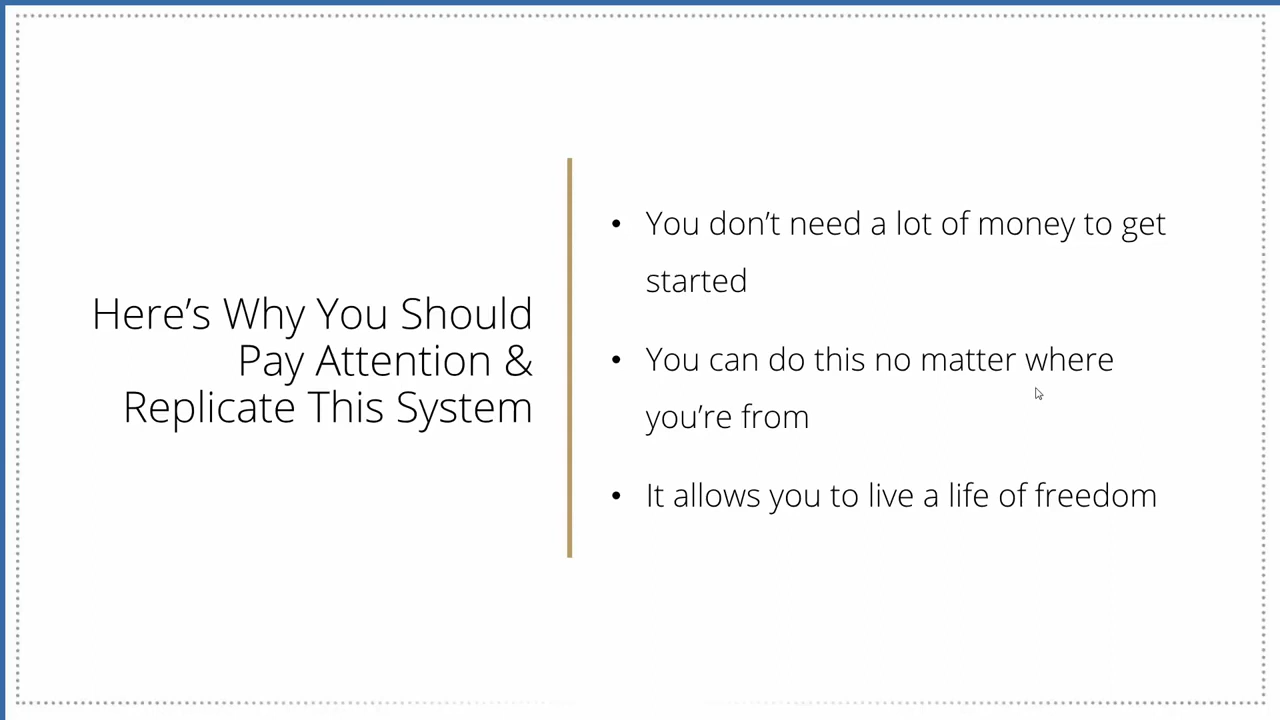 Here’s Why You Should
Pay Attention &
Replicate This System
• You don’t need a lot of money to get
started
• You can do this no matter where
you’re from
• It allows you to live a life of freedom